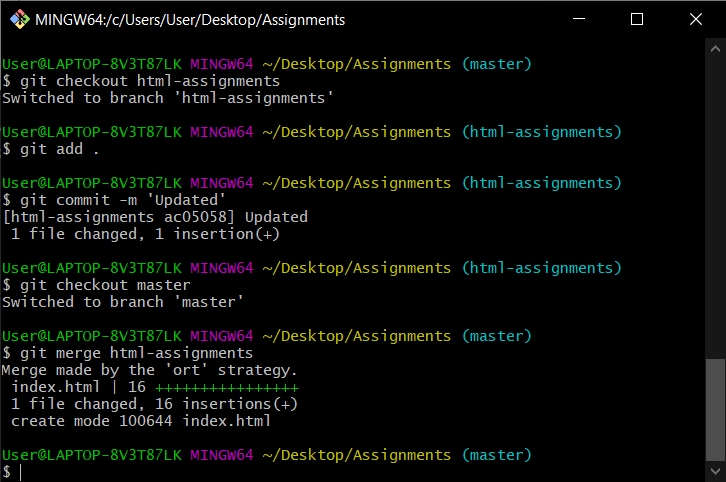 MINGW64:/c/Users/User/Desktop/Assignments
User@LAPTOP-8V3T87LK MINGW64 ~/Desktop/Assignments (master)
$ git checkout html-assignments
Switched to branch 'html-assignments'
User@LAPTOP-8V3T87LK MINGW64 ~/Desktop/Assignments (html-assignments)
$ git add .
User@LAPTOP-8V3T87LK MINGW64 ~/Desktop/Assignments (html-assignments)
$ git commit -m 'Updated'
[html-assignments ac05058] Updated
 1 file changed, 1 insertion(+)
User@LAPTOP-8V3T87LK MINGW64 ~/Desktop/Assignments (html-assignments)
$ git checkout master
Switched to branch 'master'
User@LAPTOP-8V3T87LK MINGW64 ~/Desktop/Assignments (master)
$ git merge html-assignments
Merge made by the 'ort' strategy.
 index.html | 16 ++++++++++++++++
 1 file changed, 16 insertions(+)
 create mode 100644 index.html
User@LAPTOP-8V3T87LK MINGW64 ~/Desktop/Assignments (master)
$